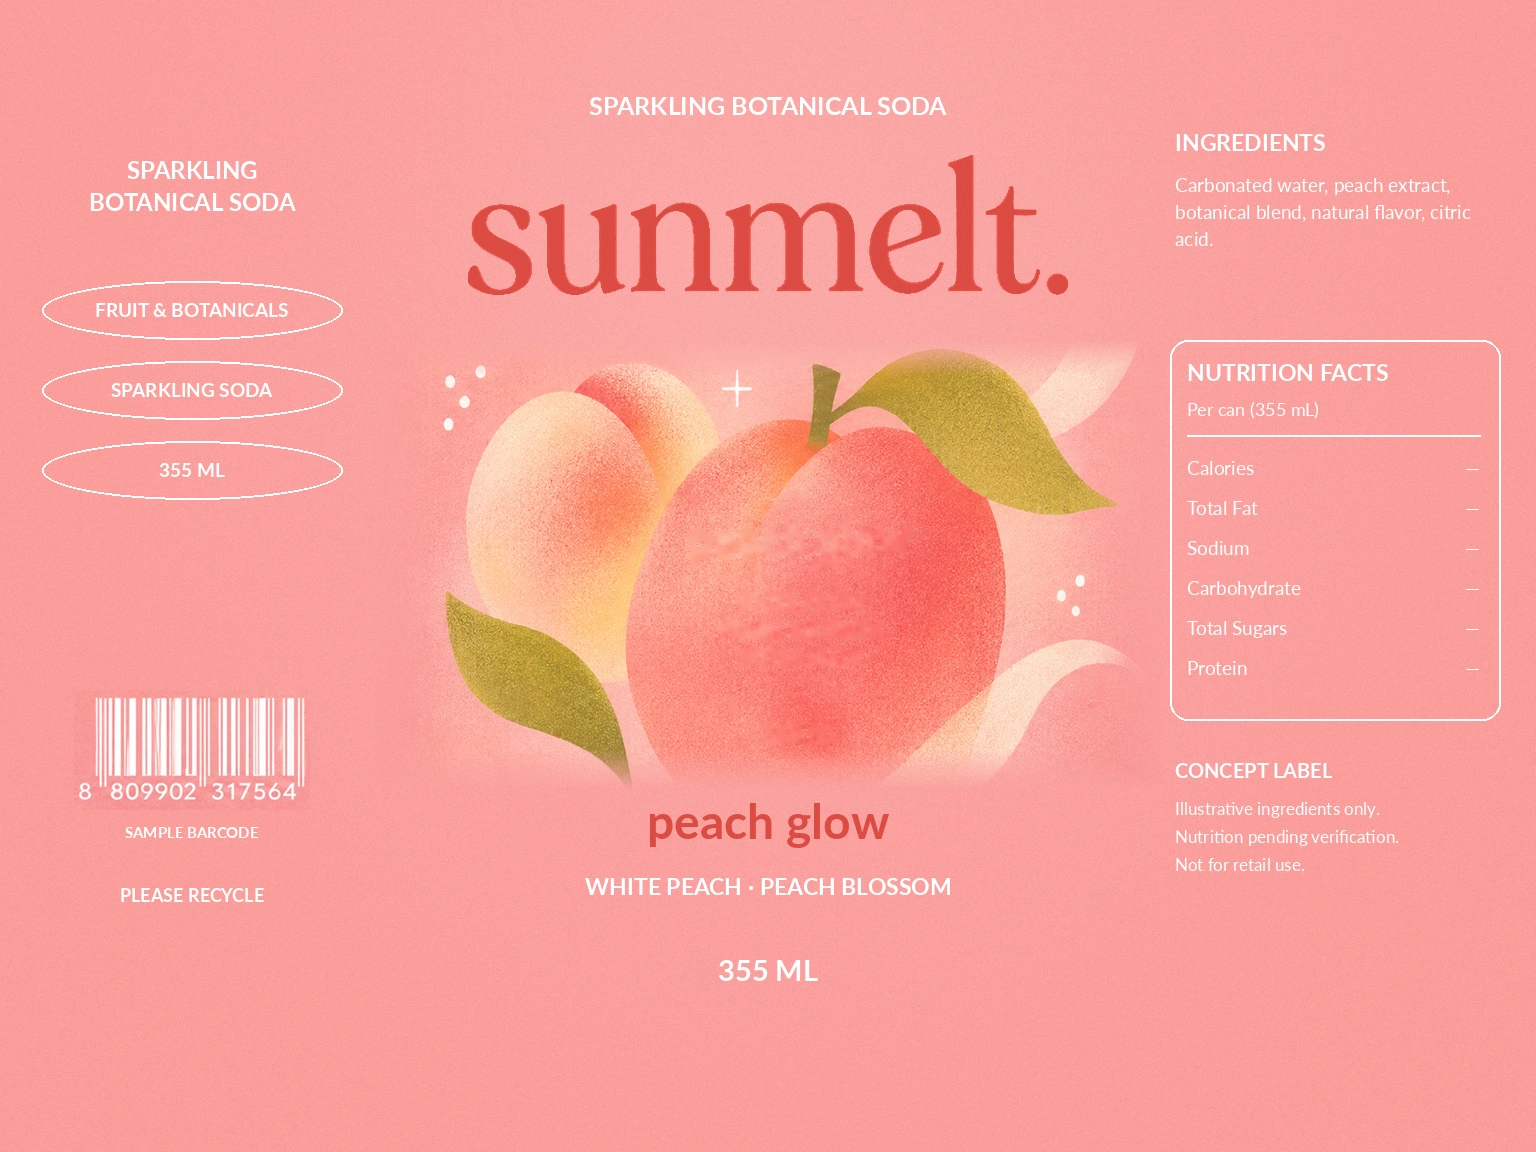 SPARKLING
BOTANICAL SODA
FRUIT & BOTANICALS
SPARKLING SODA
355 ML
8 809902 317564
SAMPLE BARCODE
PLEASE RECYCLE
SPARKLING BOTANICAL SODA
sunmelt.
peach glow
WHITE PEACH · PEACH BLOSSOM
355 ML
INGREDIENTS
Carbonated water, peach extract,
botanical blend, natural flavor, citric
acid.
NUTRITION FACTS
Per can (355 mL)
Calories –
Total Fat –
Sodium –
Carbohydrate –
Total Sugars –
Protein –
CONCEPT LABEL
Illustrative ingredients only.
Nutrition pending verification.
Not for retail use.